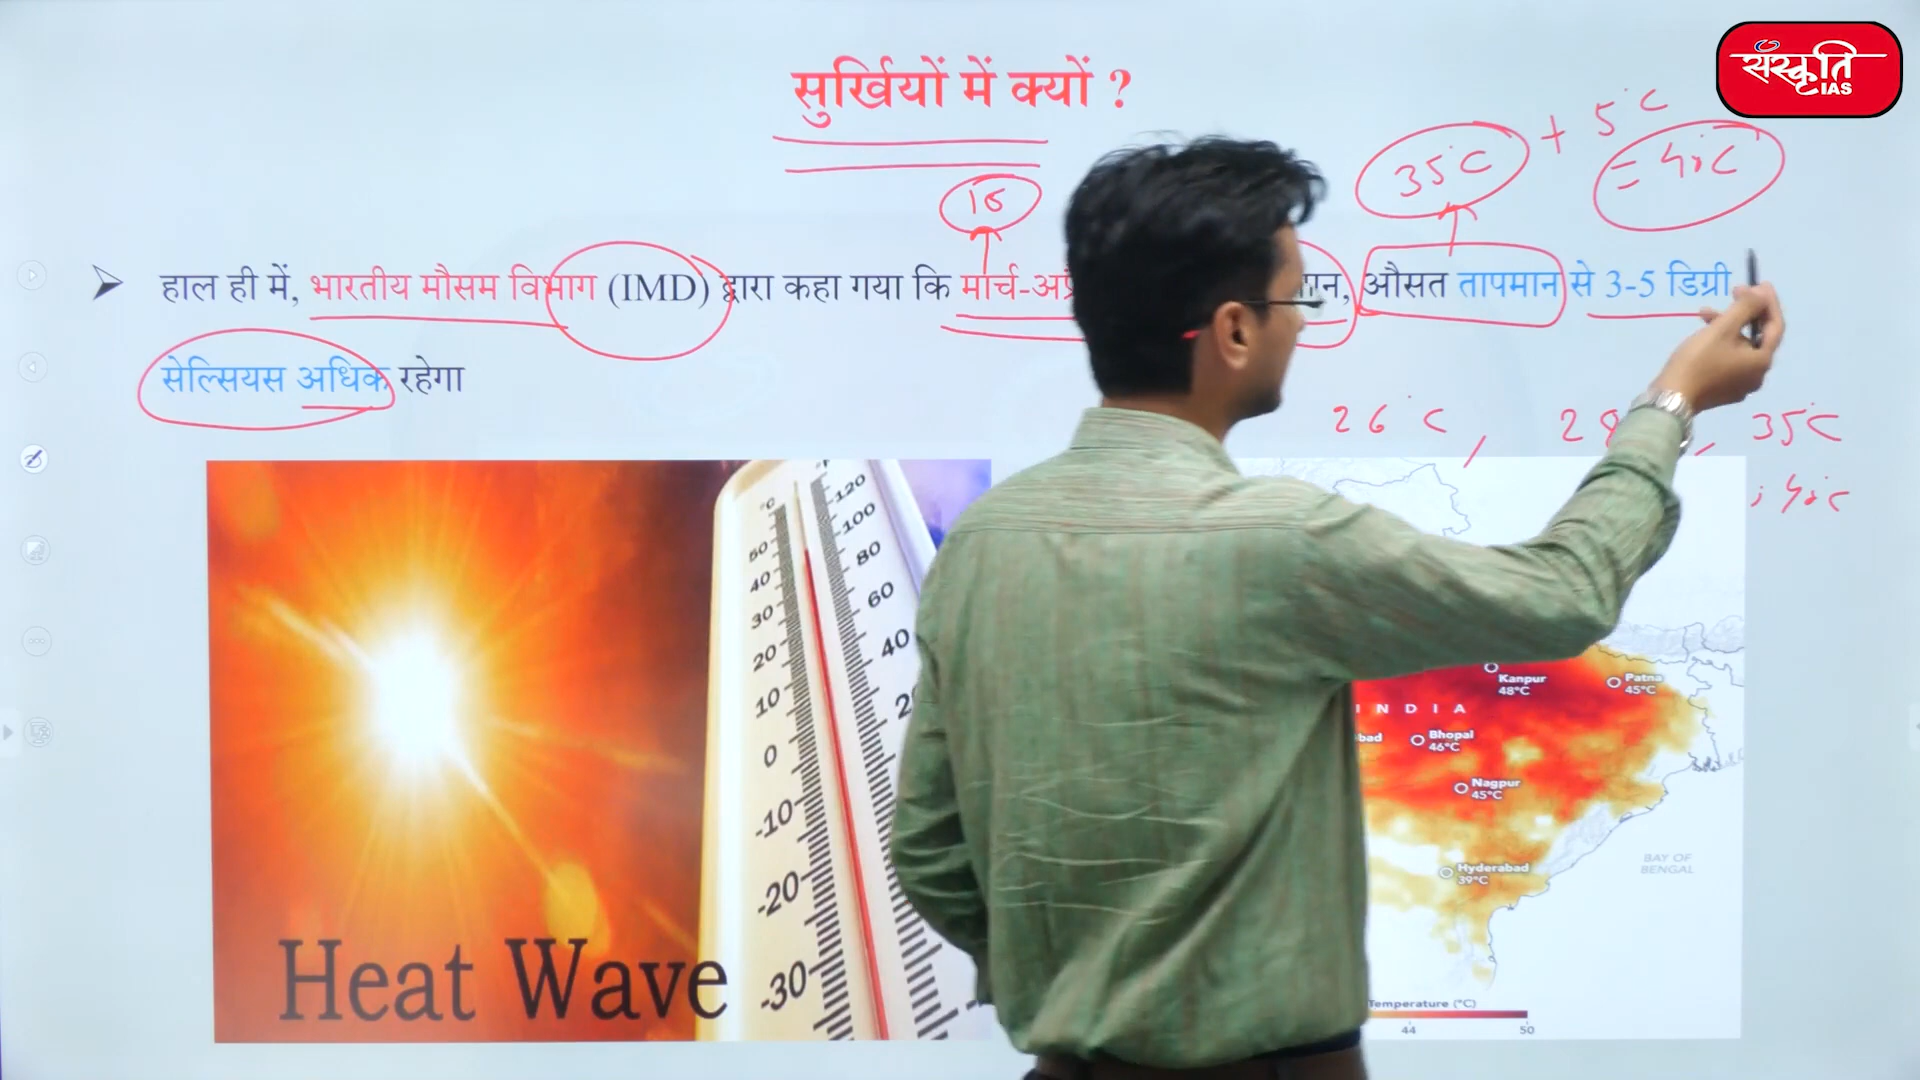 संस्कृति
IAS
सुर्खियों में क्यों ?
35°C + 5°C
= 40°C
हाल ही में, भारतीय मौसम विभाग (IMD) द्वारा कहा गया कि औसत तापमान से 3-5 डिग्री
सेल्सियस अधिक रहेगा
26°C, 35°C
; 40°C
°C °F
50 40 30 20 10 0 -10 -20 -30
120 100 80 60 40
Heat Wave
Kanpur
48°C
Patna
45°C
INDIA
Bhopal
46°C
Nagpur
45°C
Hyderabad
39°C
BAY OF
BENGAL
Temperature (°C)
44 50